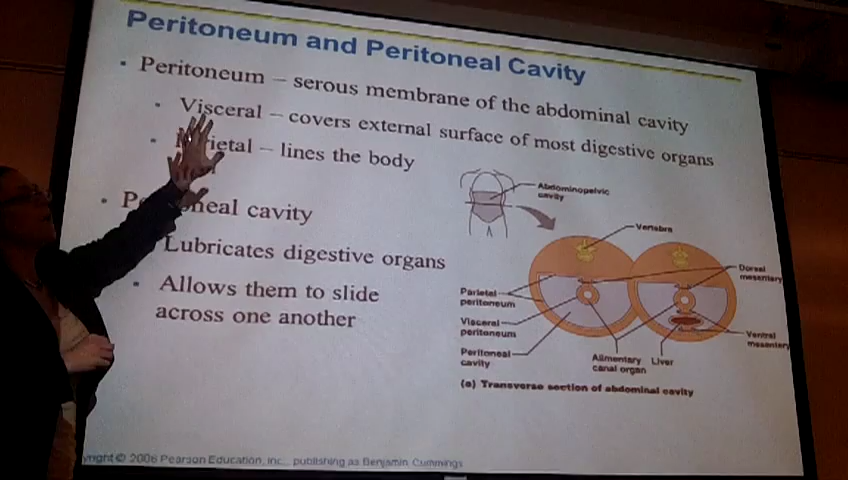 Peritoneum and Peritoneal Cavity
Peritoneum – serous membrane of the abdominal cavity
Visceral – covers external surface of most digestive organs
rietal – lines the body
P neal cavity
Lubricates digestive organs
Allows them to slide
across one another
Abdominopelvic
cavity
Vertebra
Dorsal
mesentery
Parietal
peritoneum
Visceral
peritoneum
Peritoneal
cavity
Alimentary
canal organ
Liver
Ventral
mesentery
(a) Transverse section of abdominal cavity
yright © 2006 Pearson Education, Inc., publishing as Benjamin Cummings